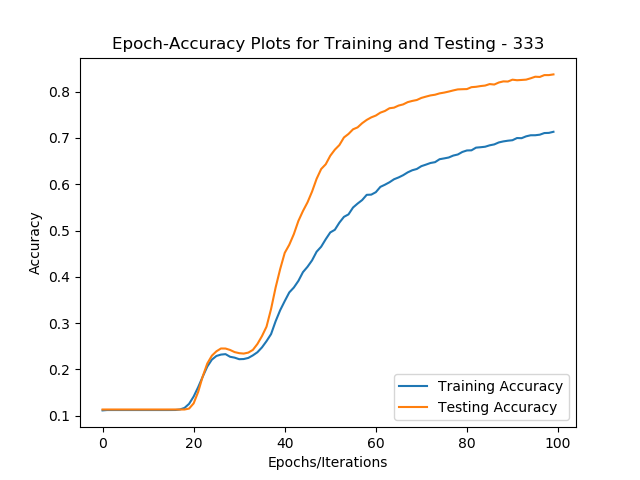 Epoch-Accuracy Plots for Training and Testing - 333
Accuracy
0.8
0.7
0.6
0.5
0.4
0.3
0.2
0.1
Training Accuracy
Testing Accuracy
0 20 40 60 80 100
Epochs/Iterations